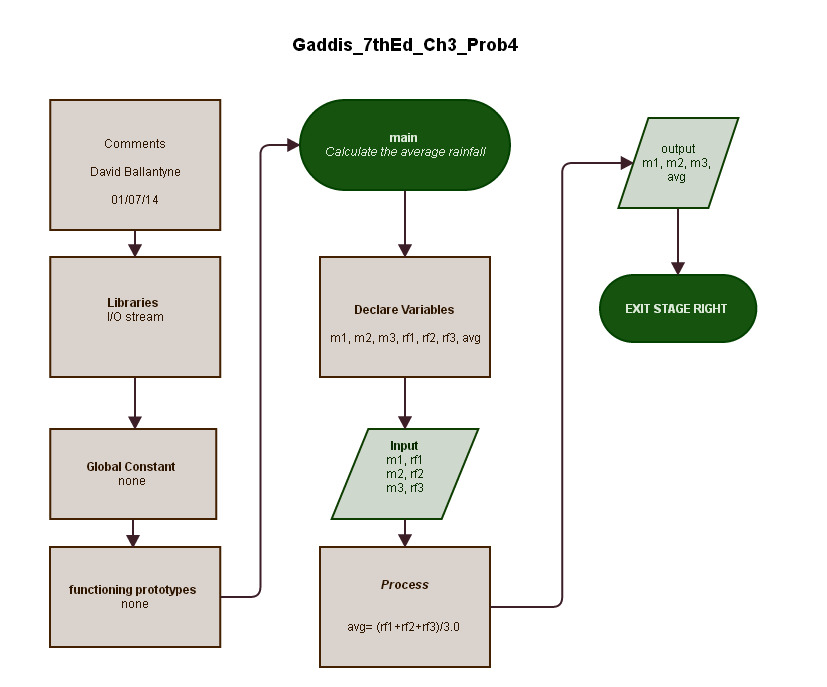 Gaddis_7thEd_Ch3_Prob4
Comments
David Ballantyne
01/07/14
Libraries
I/O stream
Global Constant
none
functioning prototypes
none
main
Calculate the average rainfall
Declare Variables
m1, m2, m3, rf1, rf2, rf3, avg
Input
m1, rf1
m2, rf2
m3, rf3
Process
avg= (rf1+rf2+rf3)/3.0
output
m1, m2, m3,
avg
EXIT STAGE RIGHT